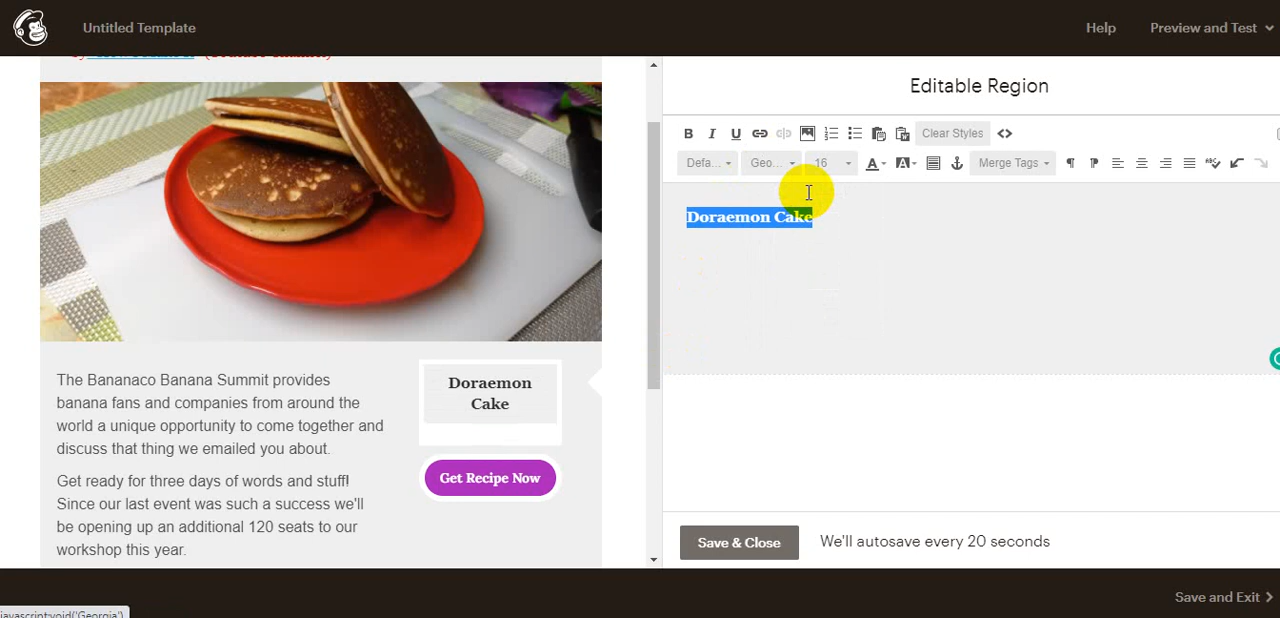 Untitled Template
Help
Preview and Test
Editable Region
B I U
Clear Styles
Defa...
Geo...
16
A
A
Merge Tags
ABC
Doraemon Cake
The Bananaco Banana Summit provides
banana fans and companies from around the
world a unique opportunity to come together and
discuss that thing we emailed you about.
Get ready for three days of words and stuff!
Since our last event was such a success we'll
be opening up an additional 120 seats to our
workshop this year.
Doraemon
Cake
Get Recipe Now
Save & Close
We'll autosave every 20 seconds
Save and Exit
javascript:void('Georgia')